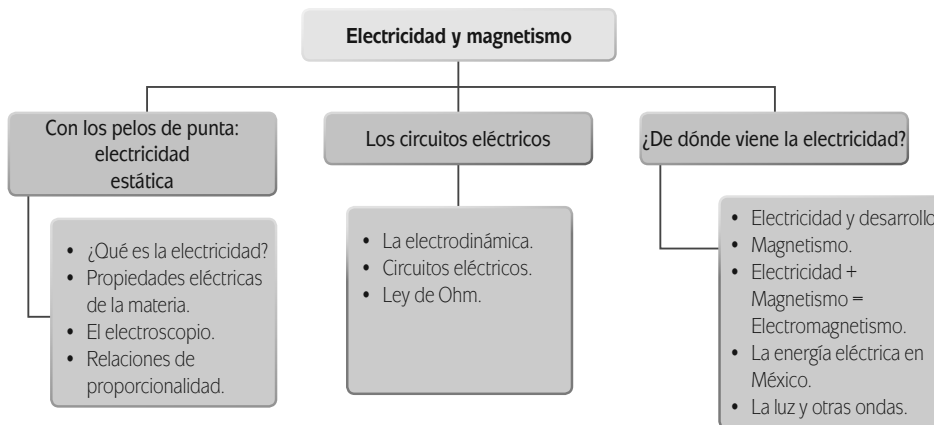 Electricidad y magnetismo
Con los pelos de punta:
electricidad
estática
Los circuitos eléctricos
¿De dónde viene la electricidad?
• ¿Qué es la electricidad?
• Propiedades eléctricas
de la materia.
• El electroscopio.
• Relaciones de
proporcionalidad.
• La electrodinámica.
• Circuitos eléctricos.
• Ley de Ohm.
• Electricidad y desarrollo
• Magnetismo.
• Electricidad +
Magnetismo =
Electromagnetismo.
• La energía eléctrica en
México.
• La luz y otras ondas.